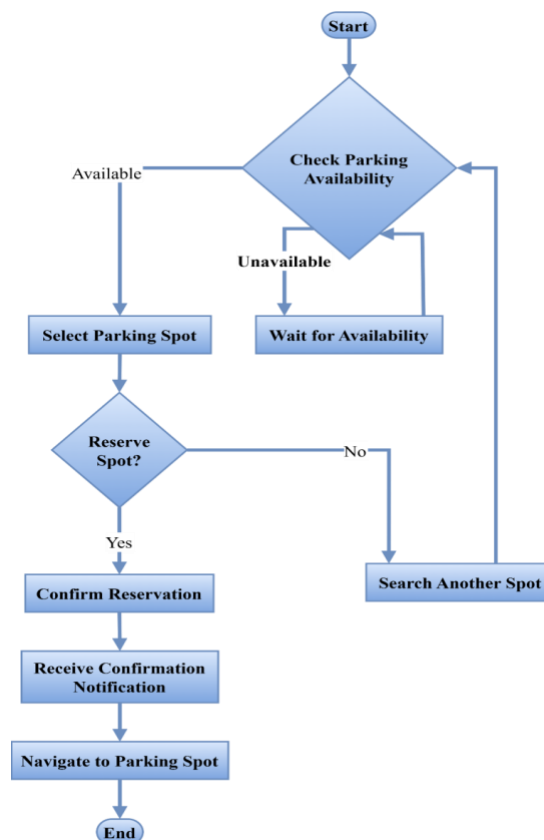 Start
Check Parking
Availability
Available
Unavailable
Select Parking Spot
Wait for Availability
Reserve
Spot?
No
Yes
Confirm Reservation
Search Another Spot
Receive Confirmation
Notification
Navigate to Parking Spot
End